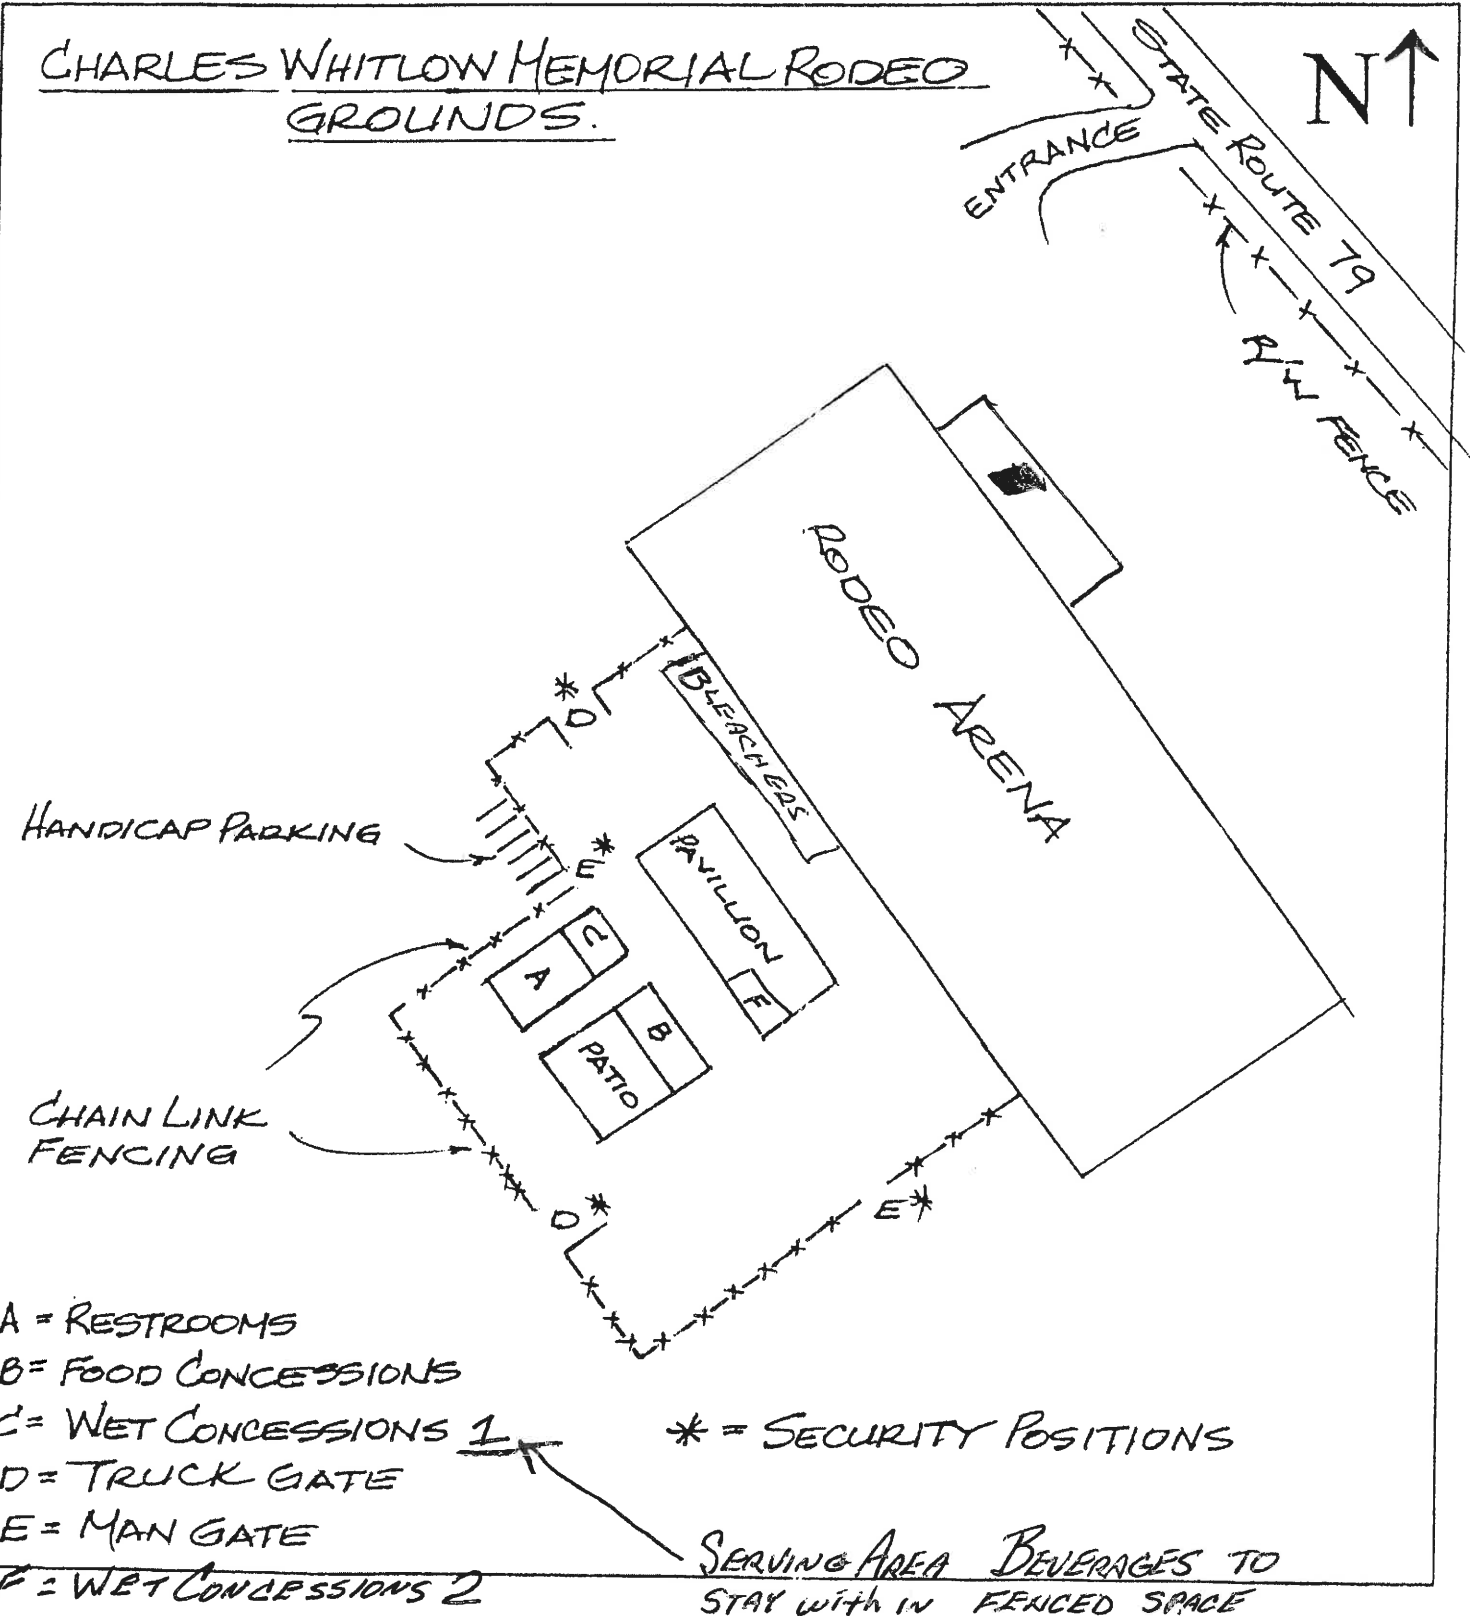 CHARLES WHITLOW MEMORIAL RODEO
GROUNDS.
N
STATE ROUTE 79
ENTRANCE
R/W FENCE
RODEO ARENA
BLEACHERS
* D
HANDICAP PARKING
E *
PAVILLION
C
A
F
B
PATIO
CHAIN LINK
FENCING
D *
E *
A = RESTROOMS
B = FOOD CONCESSIONS
C = WET CONCESSIONS 1
* = SECURITY POSITIONS
D = TRUCK GATE
E = MAN GATE
F = WET CONCESSIONS 2
SERVING AREA BEVERAGES TO
STAY with in FENCED SPACE